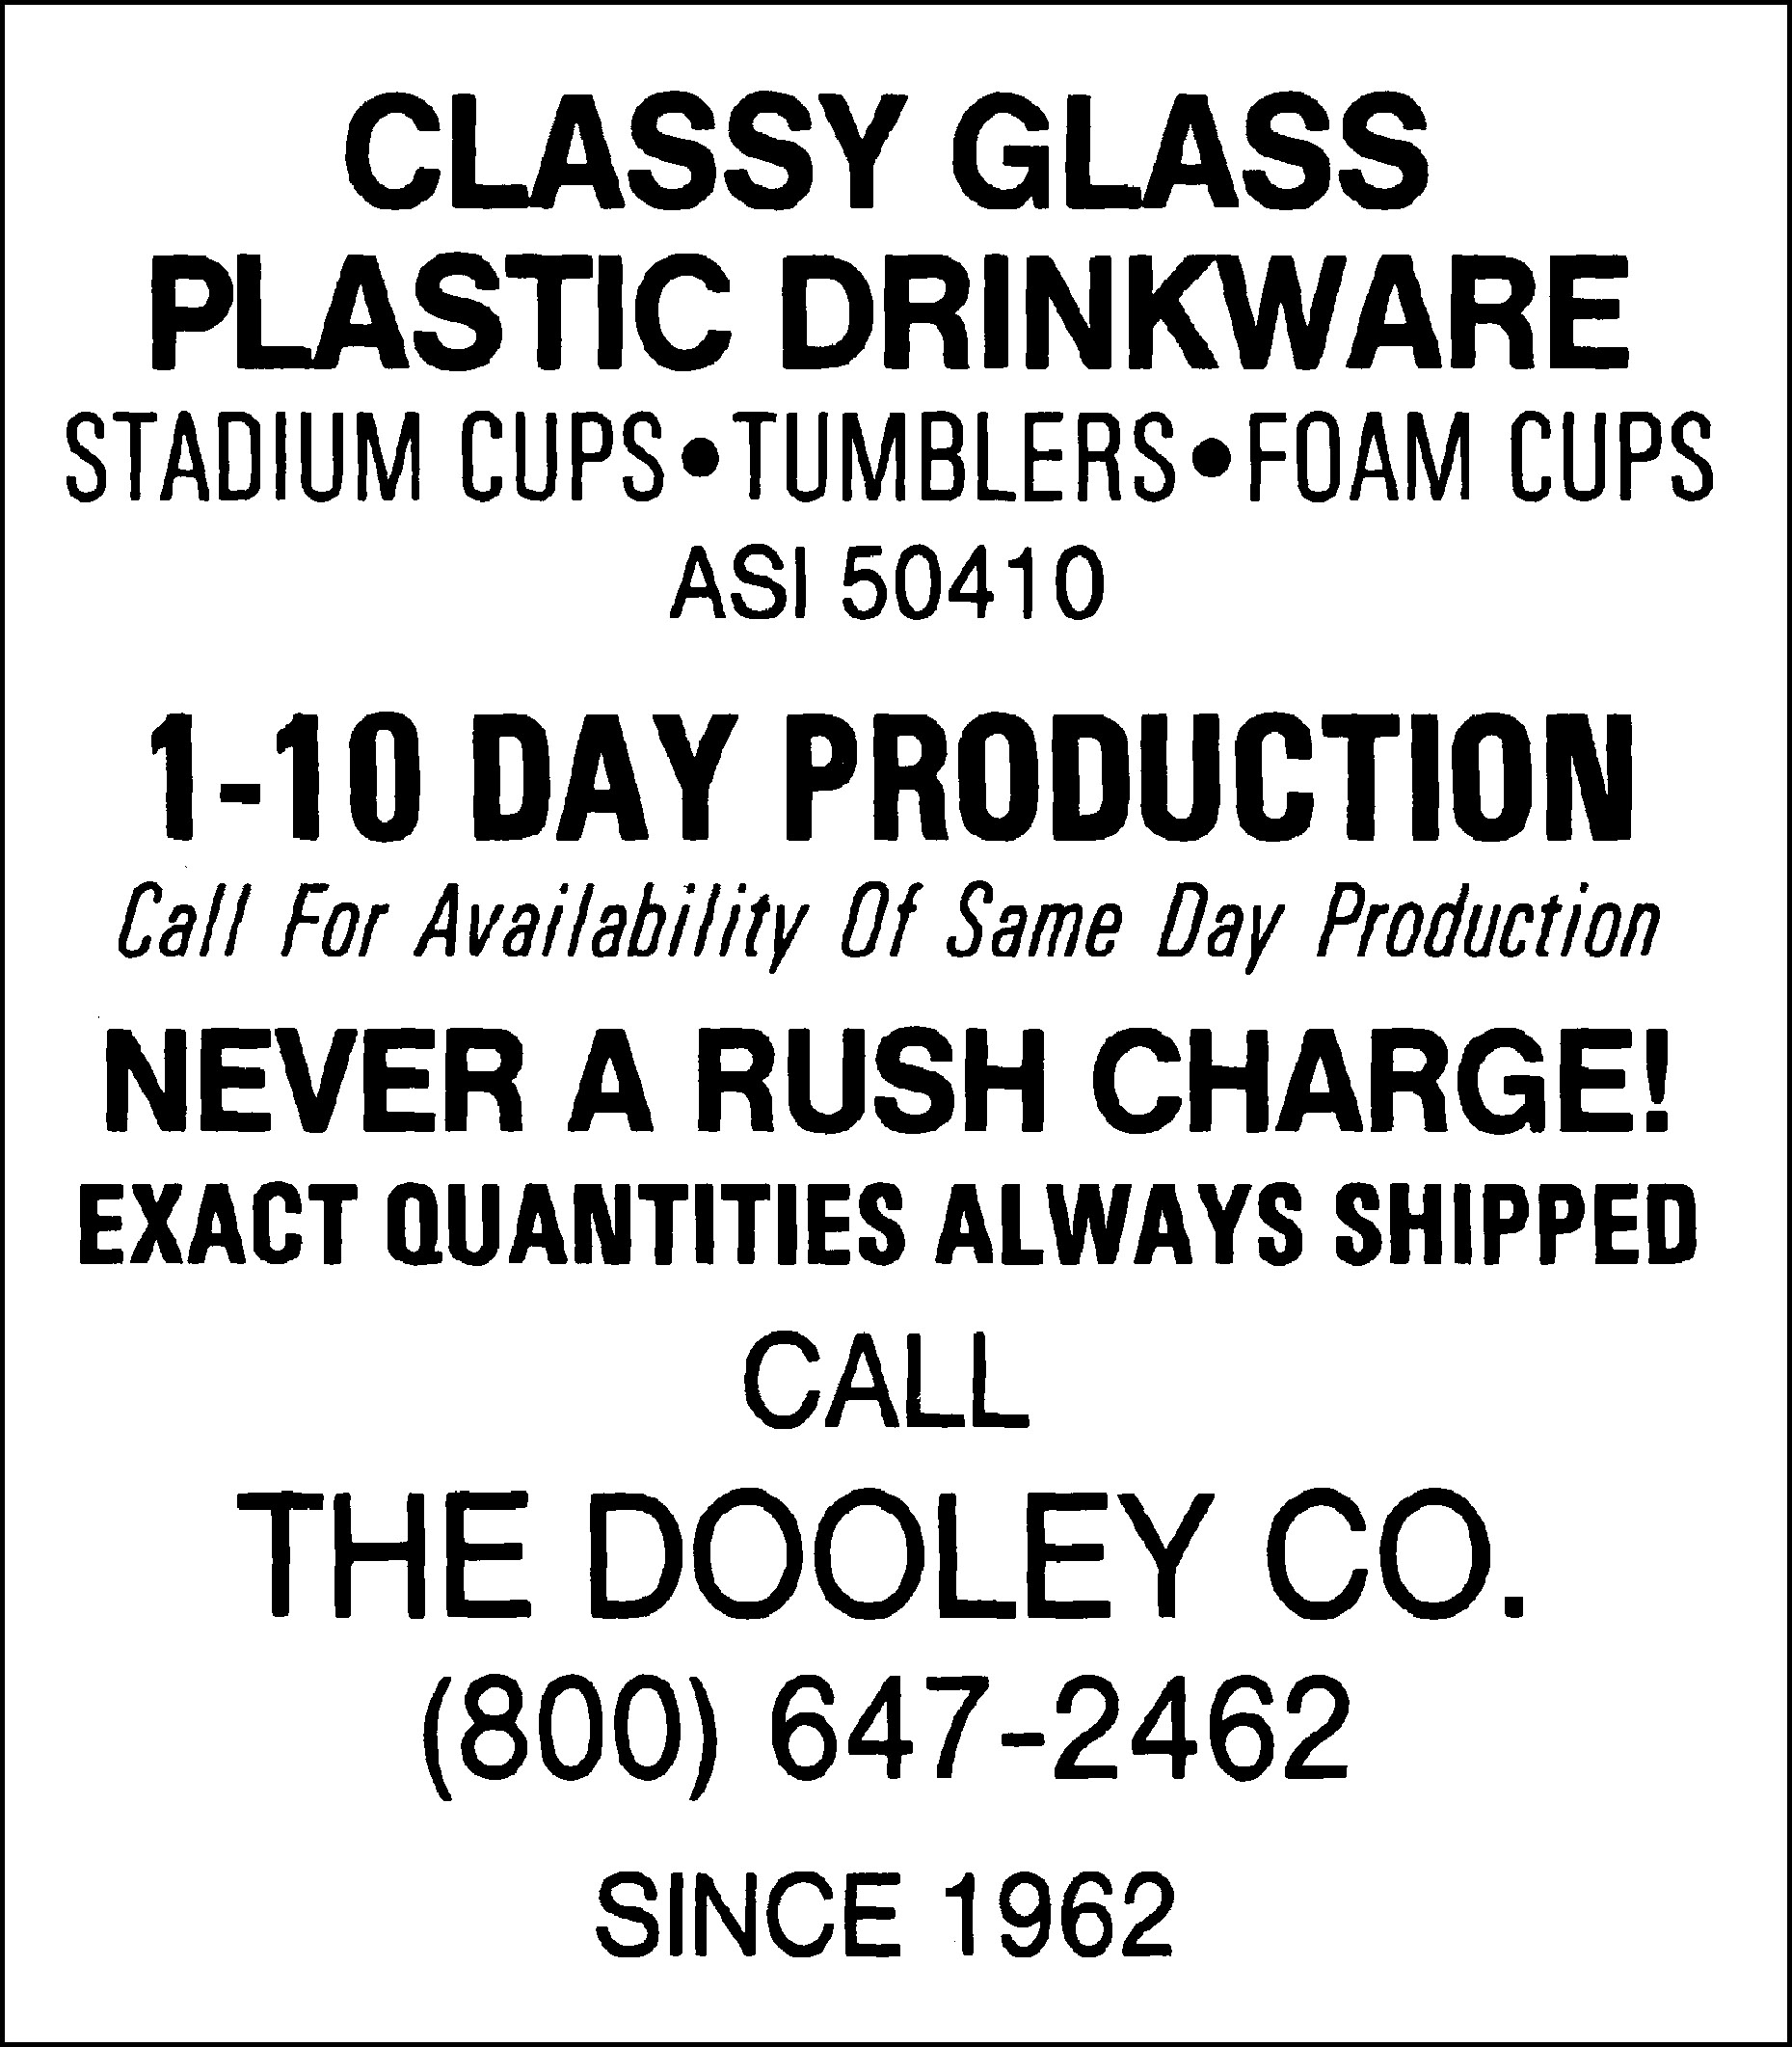 CLASSY GLASS
PLASTIC DRINKWARE
STADIUM CUPS•TUMBLERS•FOAM CUPS
ASI 50410
1-10 DAY PRODUCTION
Call For Availability Of Same Day Production
NEVER A RUSH CHARGE!
EXACT QUANTITIES ALWAYS SHIPPED
CALL
THE DOOLEY CO.
(800) 647-2462
SINCE 1962